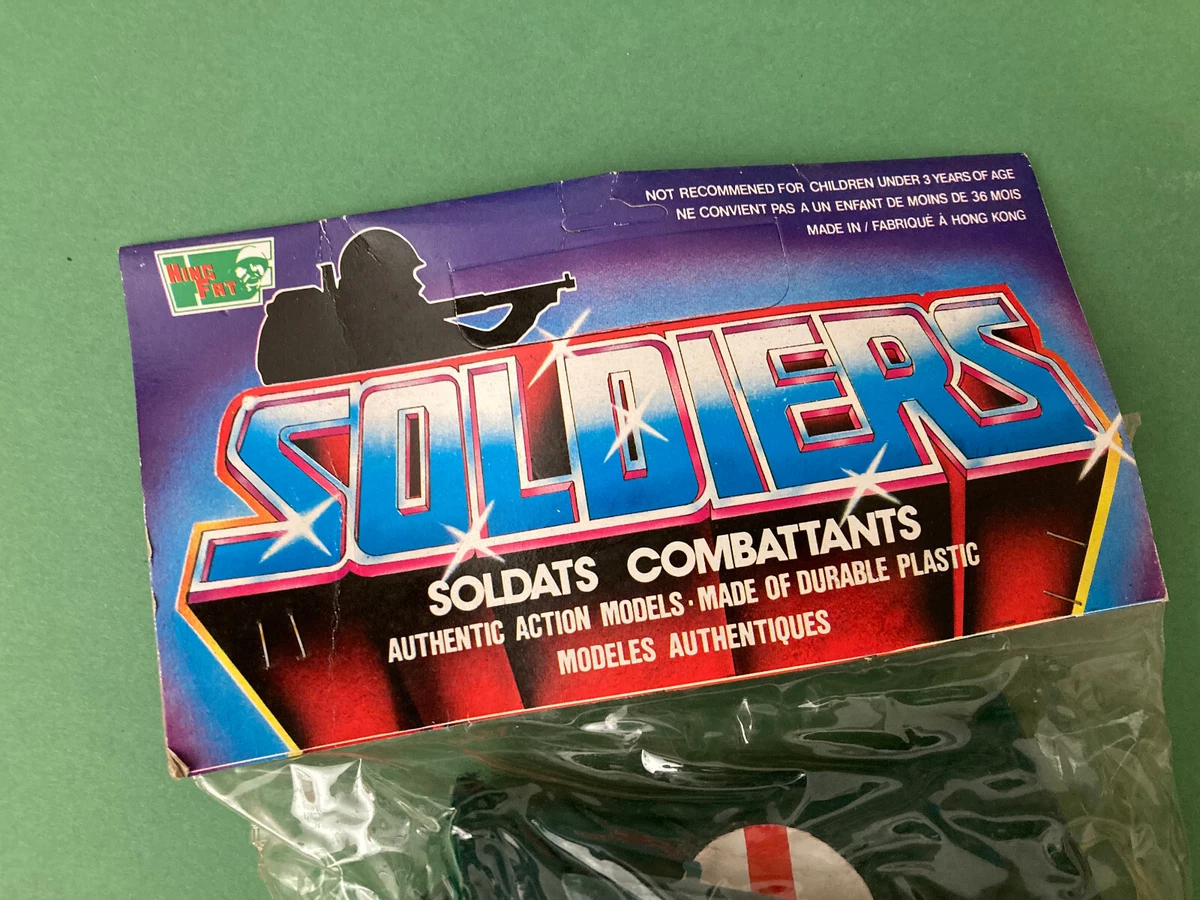 NOT RECOMMENED FOR CHILDREN UNDER 3 YEARS OF AGE
NE CONVIENT PAS A UN ENFANT DE MOINS DE 36 MOIS
MADE IN / FABRIQUÉ À HONG KONG
HING
FAT
SOLDIERS
SOLDATS COMBATTANTS
AUTHENTIC ACTION MODELS · MADE OF DURABLE PLASTIC
MODELES AUTHENTIQUES